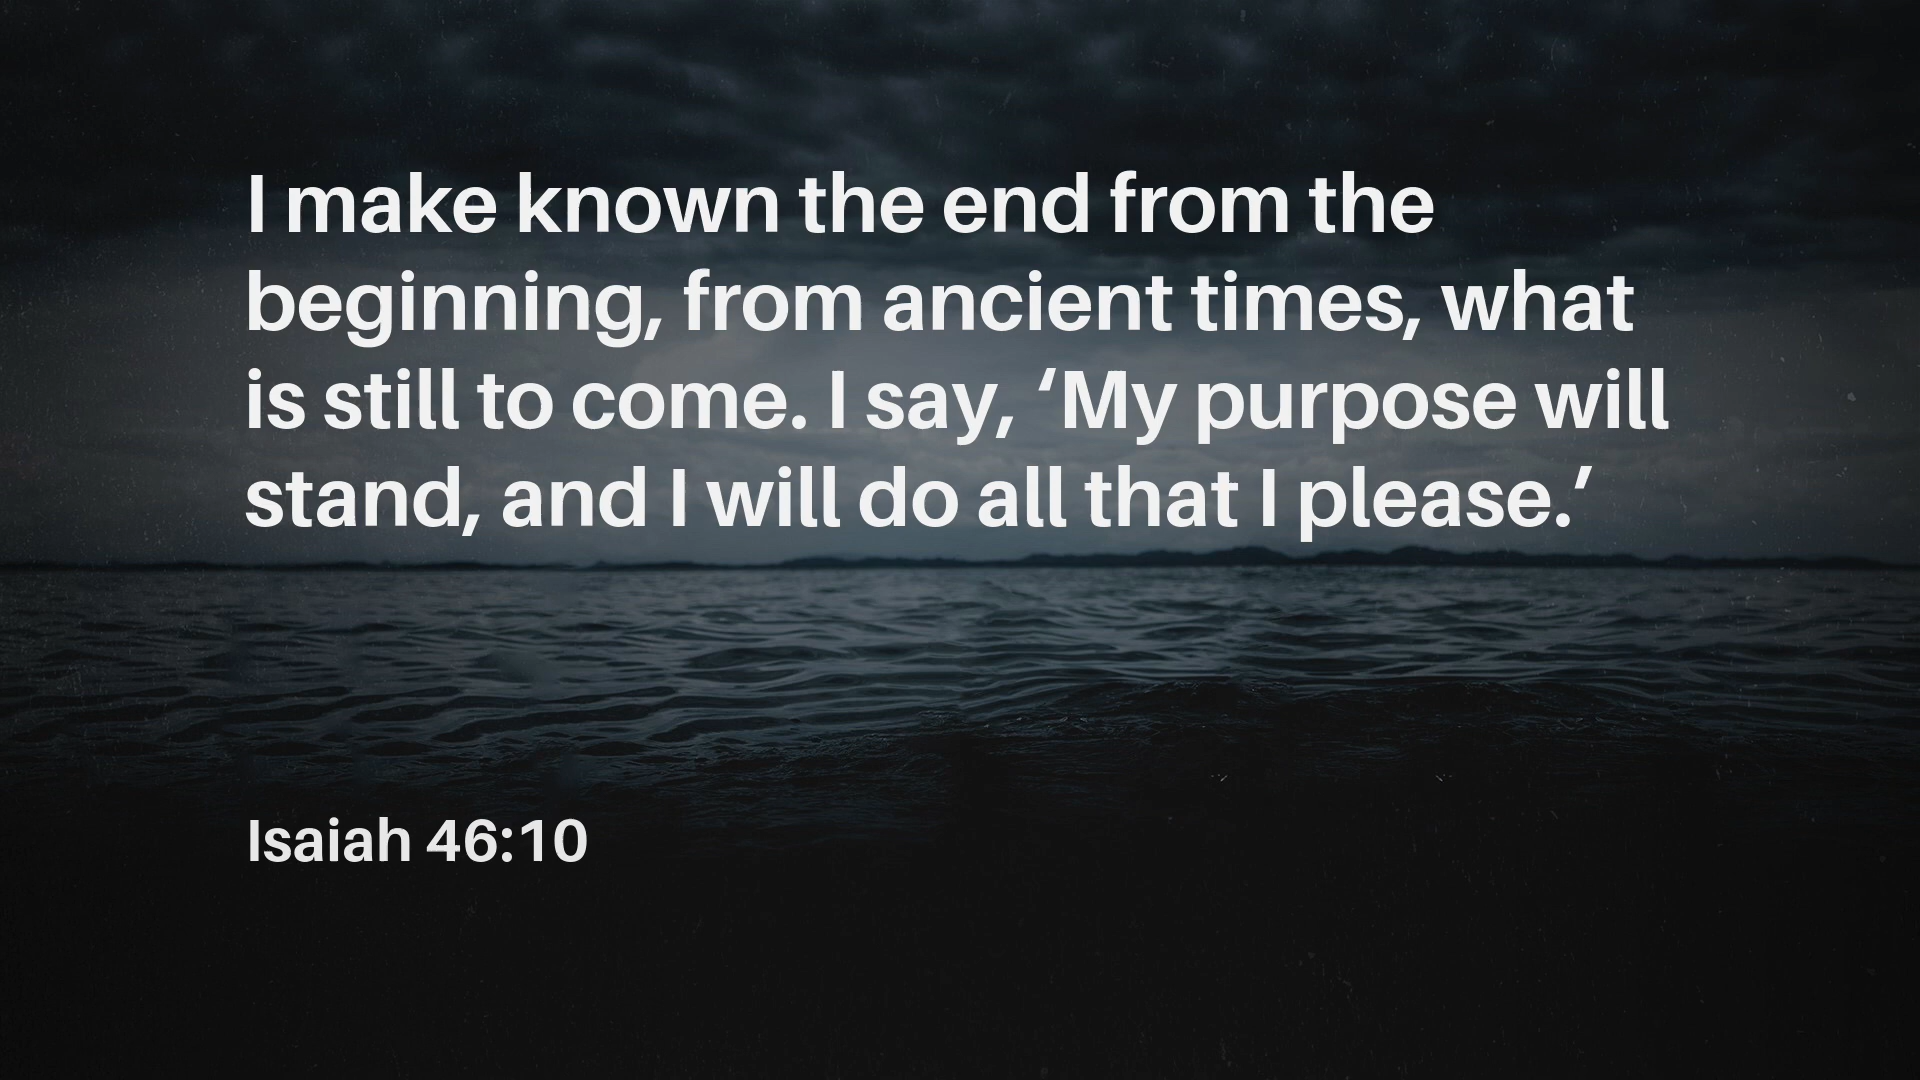 I make known the end from the
beginning, from ancient times, what
is still to come. I say, ‘My purpose will
stand, and I will do all that I please.’
Isaiah 46:10